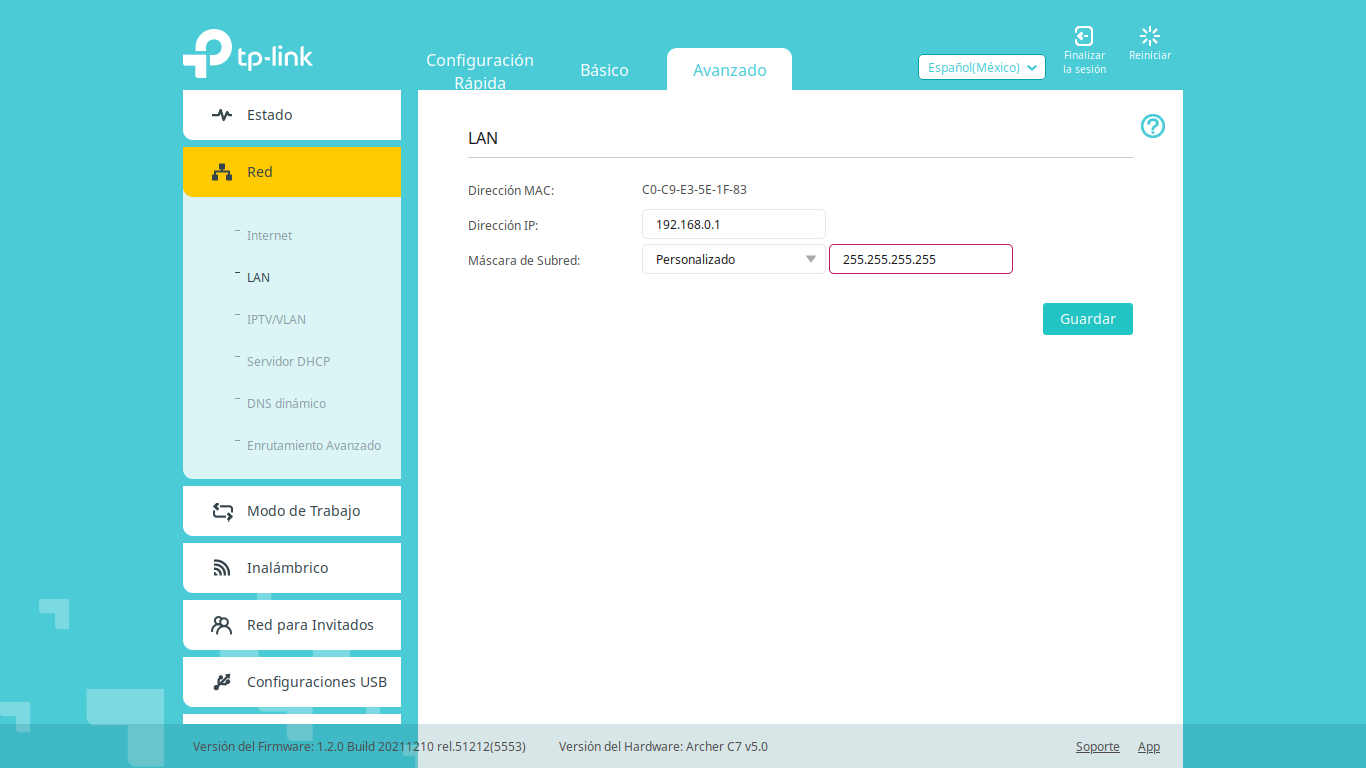 tp-link
Configuración
Rápida
Básico
Avanzado
Español(México)
Finalizar
la sesión
Reiniciar
Estado
Red
Internet
LAN
IPTV/VLAN
Servidor DHCP
DNS dinámico
Enrutamiento Avanzado
Modo de Trabajo
Inalámbrico
Red para Invitados
Configuraciones USB
LAN
Dirección MAC: C0-C9-E3-5E-1F-83
Dirección IP: 192.168.0.1
Máscara de Subred: Personalizado 255.255.255.255
Guardar
Versión del Firmware: 1.2.0 Build 20211210 rel.51212(5553) Versión del Hardware: Archer C7 v5.0 Soporte App